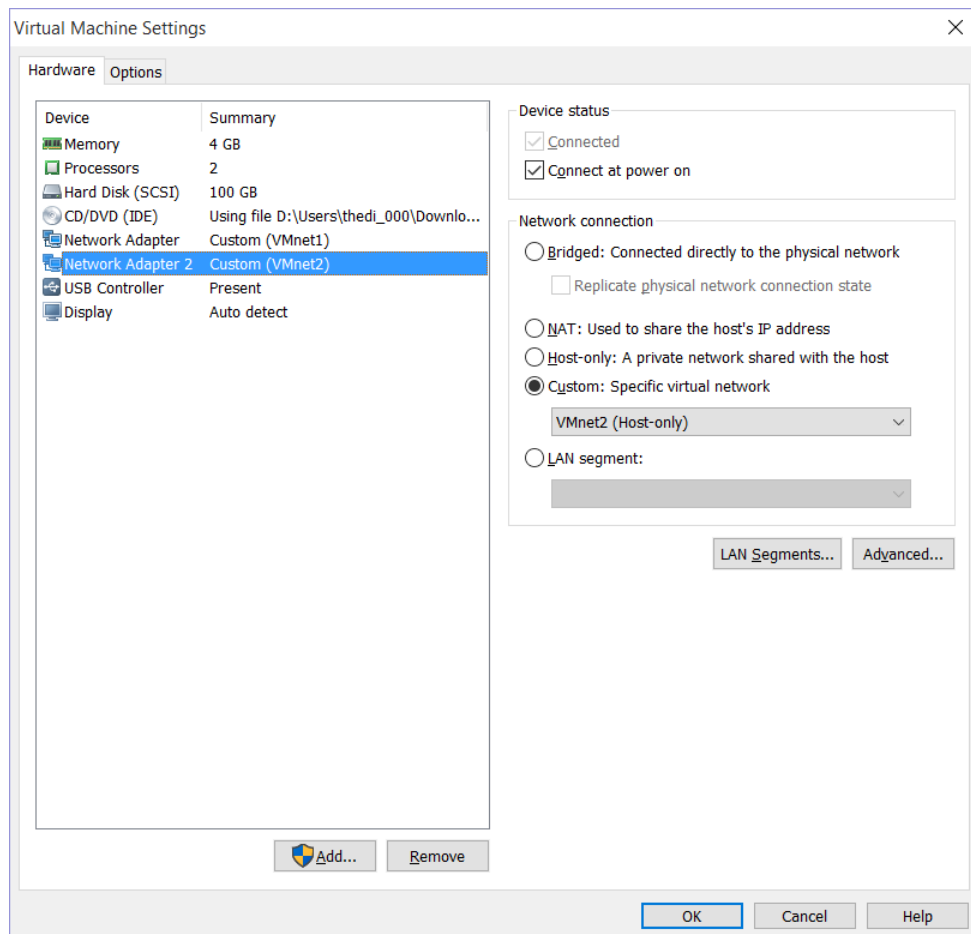 Virtual Machine Settings
Hardware Options
Device Summary
Memory 4 GB
Processors 2
Hard Disk (SCSI) 100 GB
CD/DVD (IDE) Using file D:\Users\thedi_000\Downlo...
Network Adapter Custom (VMnet1)
Network Adapter 2 Custom (VMnet2)
USB Controller Present
Display Auto detect
Add... Remove
Device status
Connected
Connect at power on
Network connection
Bridged: Connected directly to the physical network
Replicate physical network connection state
NAT: Used to share the host's IP address
Host-only: A private network shared with the host
Custom: Specific virtual network
VMnet2 (Host-only)
LAN segment:
LAN Segments... Advanced...
OK Cancel Help